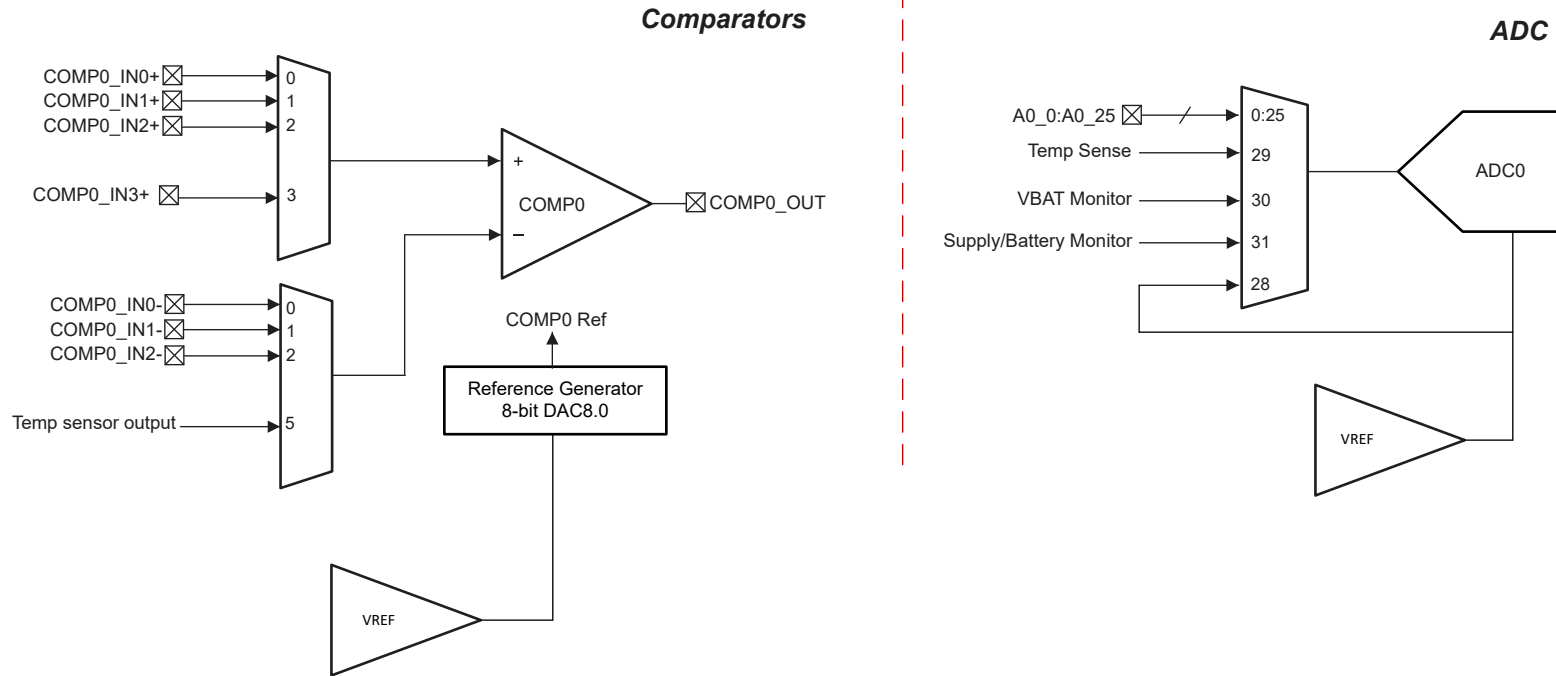 Comparators
COMP0_IN0+
0
COMP0_IN1+
1
COMP0_IN2+
2
COMP0_IN3+
3
+
COMP0
–
COMP0_OUT
COMP0_IN0-
0
COMP0_IN1-
1
COMP0_IN2-
2
Temp sensor output
5
COMP0 Ref
Reference Generator
8-bit DAC8.0
VREF
ADC
A0_0:A0_25
0:25
Temp Sense
29
VBAT Monitor
30
Supply/Battery Monitor
31
28
ADC0
VREF